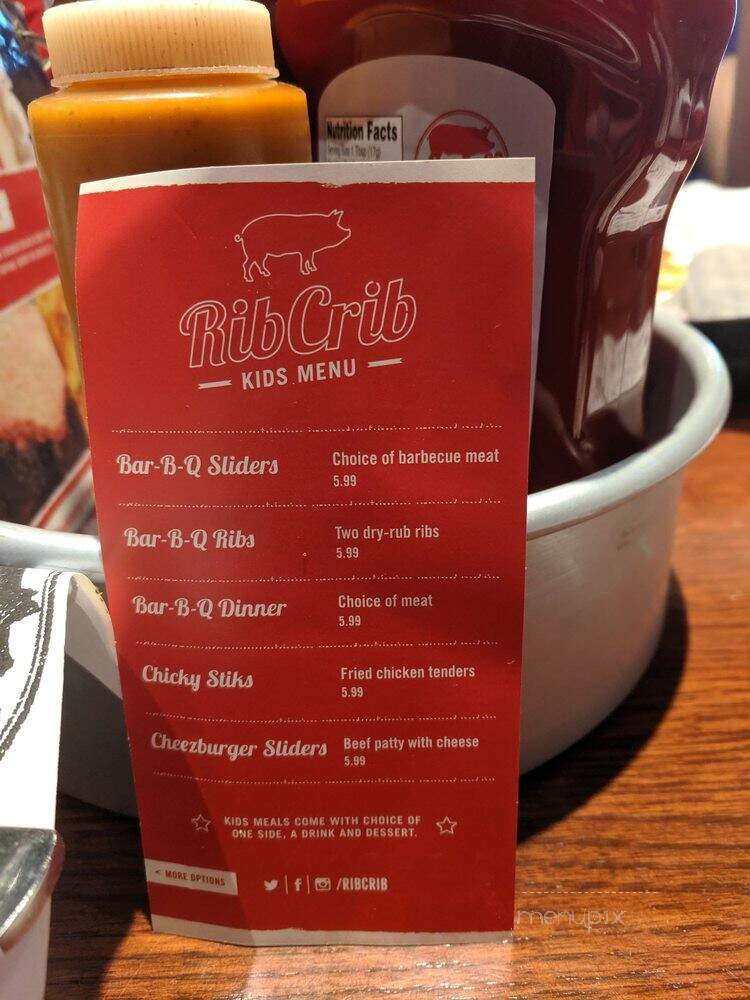 Nutrition Facts
RibCrib
KIDS MENU
Bar-B-Q Sliders
Choice of barbecue meat
5.99
Bar-B-Q Ribs
Two dry-rub ribs
5.99
Bar-B-Q Dinner
Choice of meat
5.99
Chicky Stiks
Fried chicken tenders
5.99
Cheezburger Sliders
Beef patty with cheese
5.99
KIDS MEALS COME WITH CHOICE OF
ONE SIDE, A DRINK AND DESSERT.
< MORE OPTIONS
/RIBCRIB
menupix